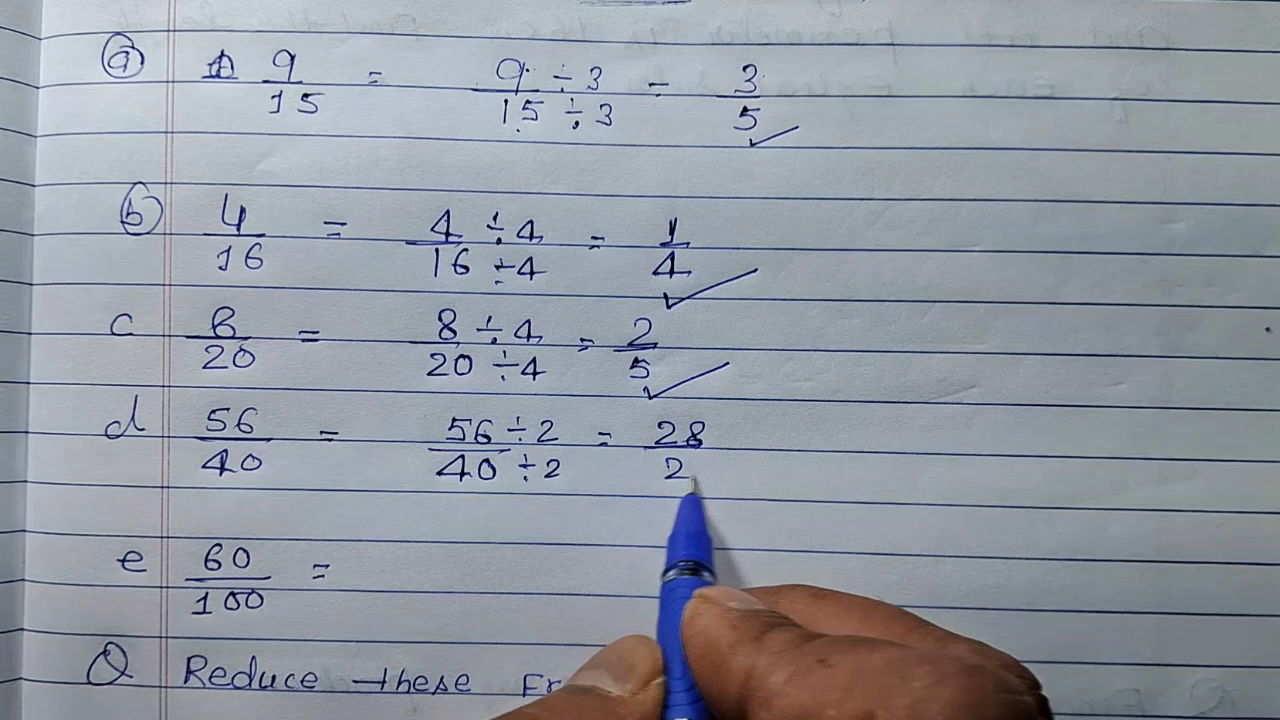 a 9/15 = 9÷3/15÷3 = 3/5
b 4/16 = 4÷4/16÷4 = 1/4
c 8/20 = 8÷4/20÷4 = 2/5
d 56/40 = 56÷2/40÷2 = 28/2
e 60/100 =
Q Reduce these Fr